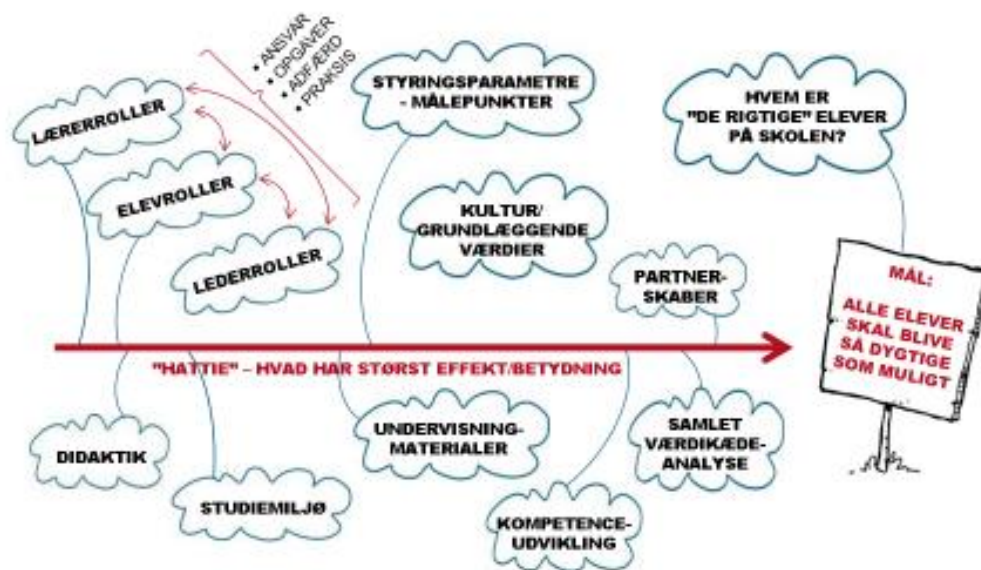 • ANSVAR
• OPGAVER
• ADFÆRD
• PRAKSIS
LÆRERROLLER
ELEVROLLER
LEDERROLLER
STYRINGSPARAMETRE
- MÅLEPUNKTER
KULTUR/
GRUNDLÆGGENDE
VÆRDIER
HVEM ER
"DE RIGTIGE" ELEVER
PÅ SKOLEN?
PARTNER-
SKABER
MÅL:
ALLE ELEVER
SKAL BLIVE
SÅ DYGTIGE
SOM MULIGT
"HATTIE" – HVAD HAR STØRST EFFEKT/BETYDNING
DIDAKTIK
STUDIEMILJØ
UNDERVISNING-
MATERIALER
KOMPETENCE-
UDVIKLING
SAMLET
VÆRDIKÆDE-
ANALYSE